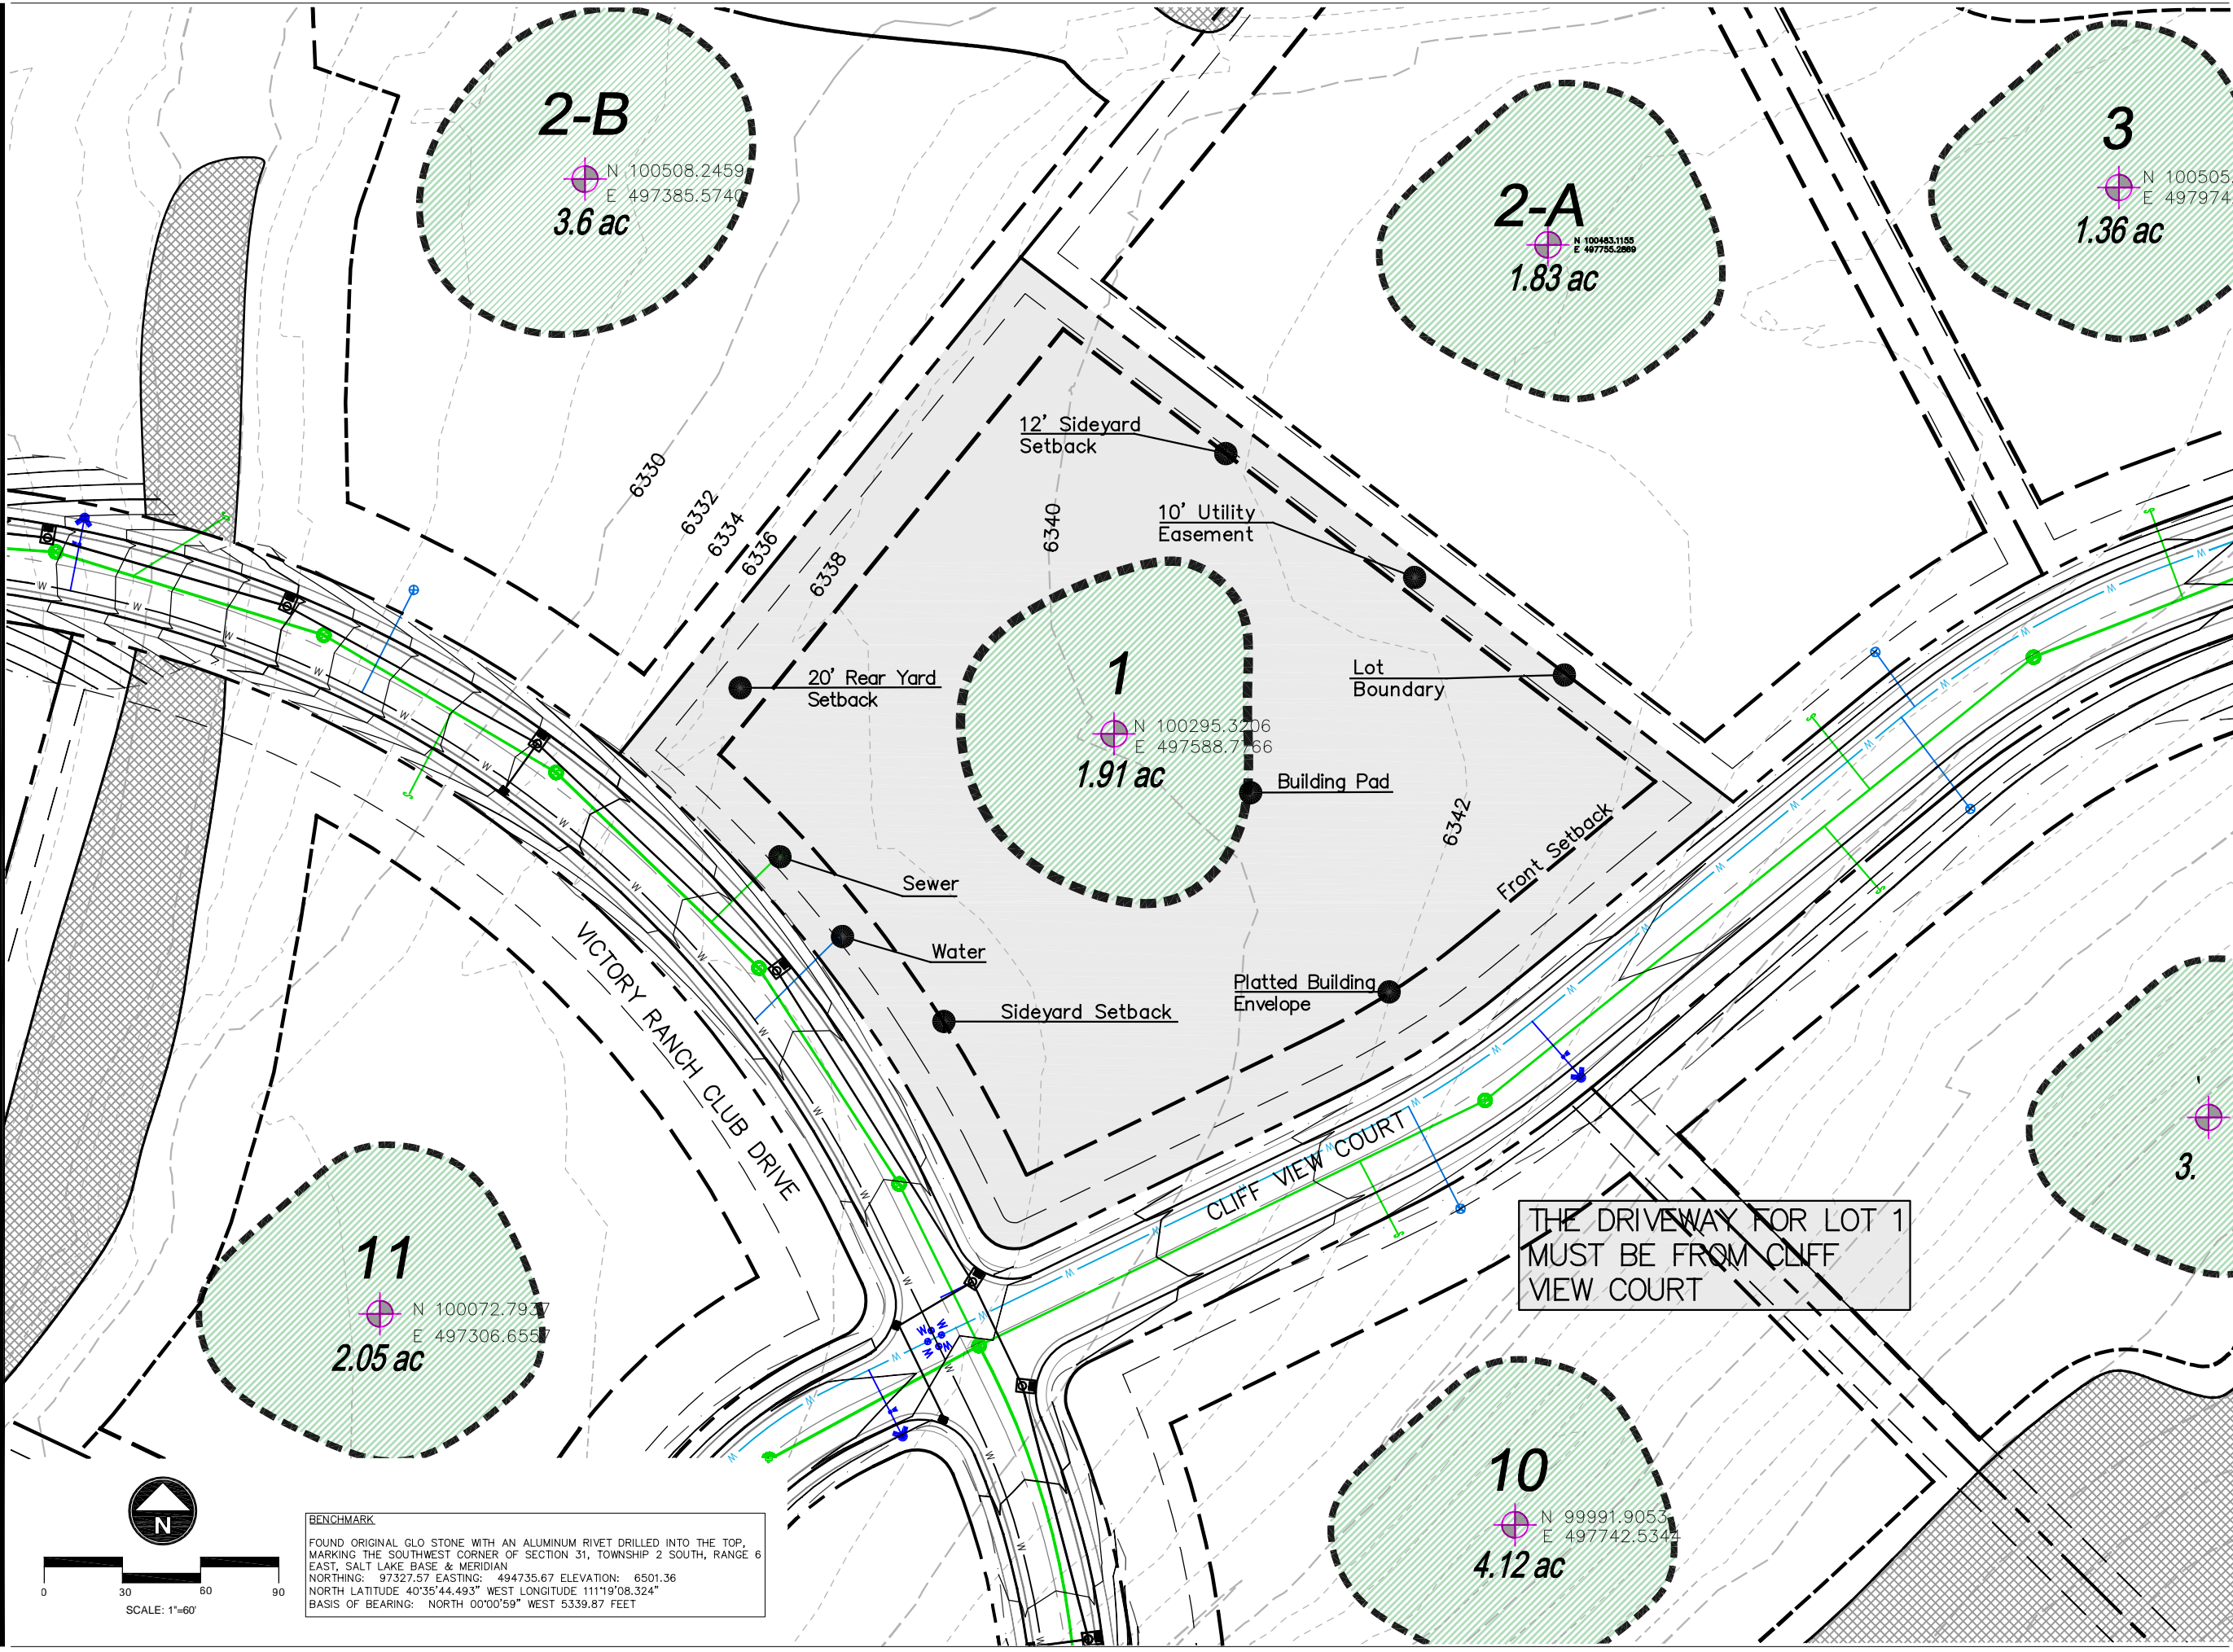 2-B
N 100508.2459
E 497385.5740
3.6 ac
2-A
N 100483.1155
E 497755.2869
1.83 ac
3
N 100505.
E 497974
1.36 ac
12' Sideyard
Setback
10' Utility
Easement
6330
6332
6334
6336
6338
6340
20' Rear Yard
Setback
1
N 100295.3206
E 497588.7766
1.91 ac
Lot
Boundary
Building Pad
6342
Front Setback
Sewer
Water
Sideyard Setback
Platted Building
Envelope
VICTORY RANCH CLUB DRIVE
CLIFF VIEW COURT
THE DRIVEWAY FOR LOT 1
MUST BE FROM CLIFF
VIEW COURT
3.
11
N 100072.7937
E 497306.6557
2.05 ac
10
N 99991.9053
E 497742.5344
4.12 ac
N
0 30 60 90
SCALE: 1"=60'
BENCHMARK
FOUND ORIGINAL GLO STONE WITH AN ALUMINUM RIVET DRILLED INTO THE TOP,
MARKING THE SOUTHWEST CORNER OF SECTION 31, TOWNSHIP 2 SOUTH, RANGE 6
EAST, SALT LAKE BASE & MERIDIAN
NORTHING: 97327.57 EASTING: 494735.67 ELEVATION: 6501.36
NORTH LATITUDE 40°35'44.493" WEST LONGITUDE 111°19'08.324"
BASIS OF BEARING: NORTH 00°00'59" WEST 5339.87 FEET